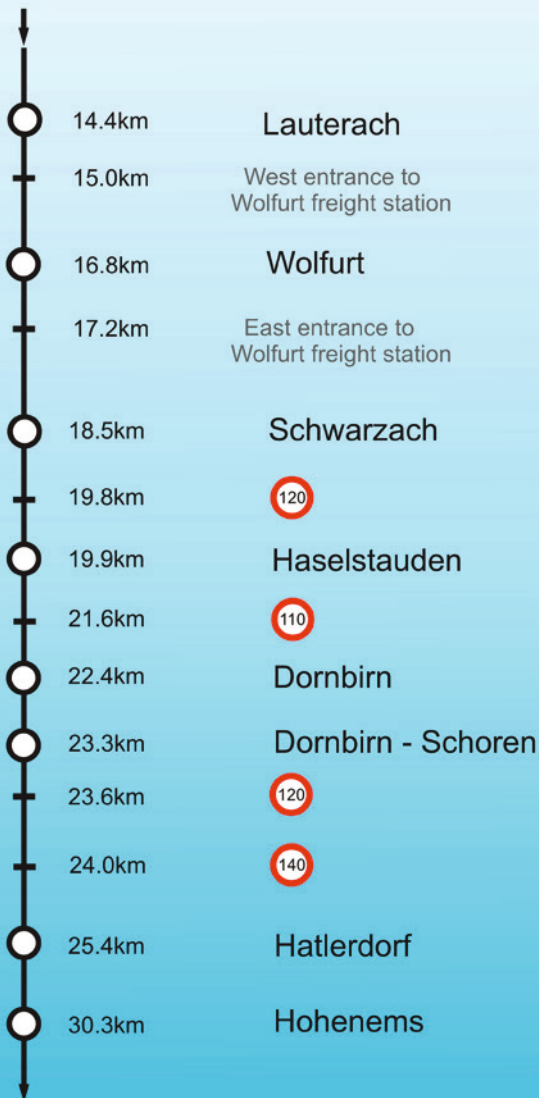 14.4km Lauterach
15.0km West entrance to
Wolfurt freight station
16.8km Wolfurt
17.2km East entrance to
Wolfurt freight station
18.5km Schwarzach
19.8km 120
19.9km Haselstauden
21.6km 110
22.4km Dornbirn
23.3km Dornbirn - Schoren
23.6km 120
24.0km 140
25.4km Hatlerdorf
30.3km Hohenems